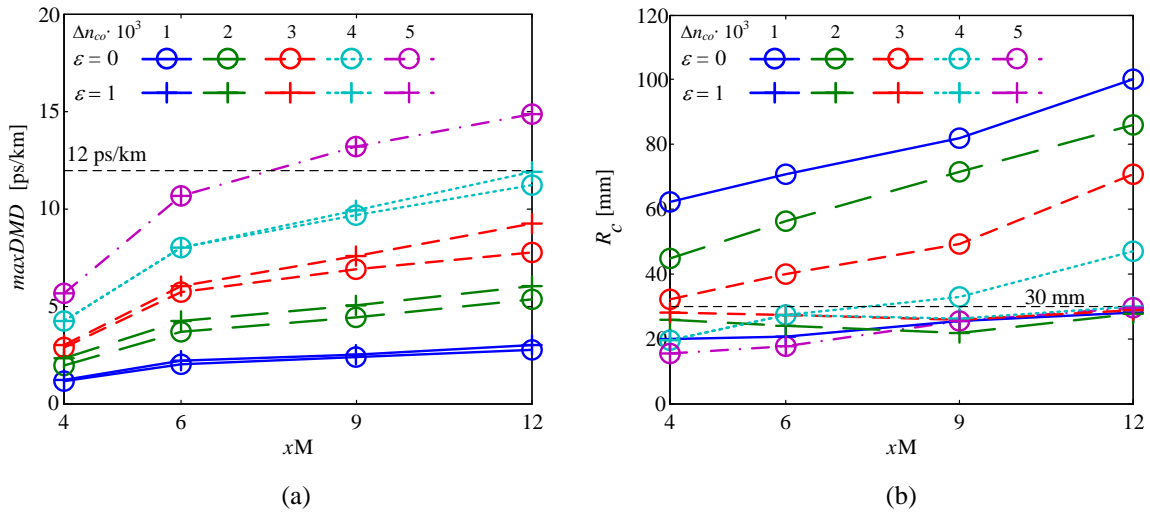 20
15
10
5
0
maxDMD [ps/km]
Δn_co · 10^3 1 2 3 4 5
ε = 0
ε = 1
12 ps/km
4 6 9 12
xM
(a)
120
100
80
60
40
20
0
R_c [mm]
Δn_co · 10^3 1 2 3 4 5
ε = 0
ε = 1
30 mm
4 6 9 12
xM
(b)